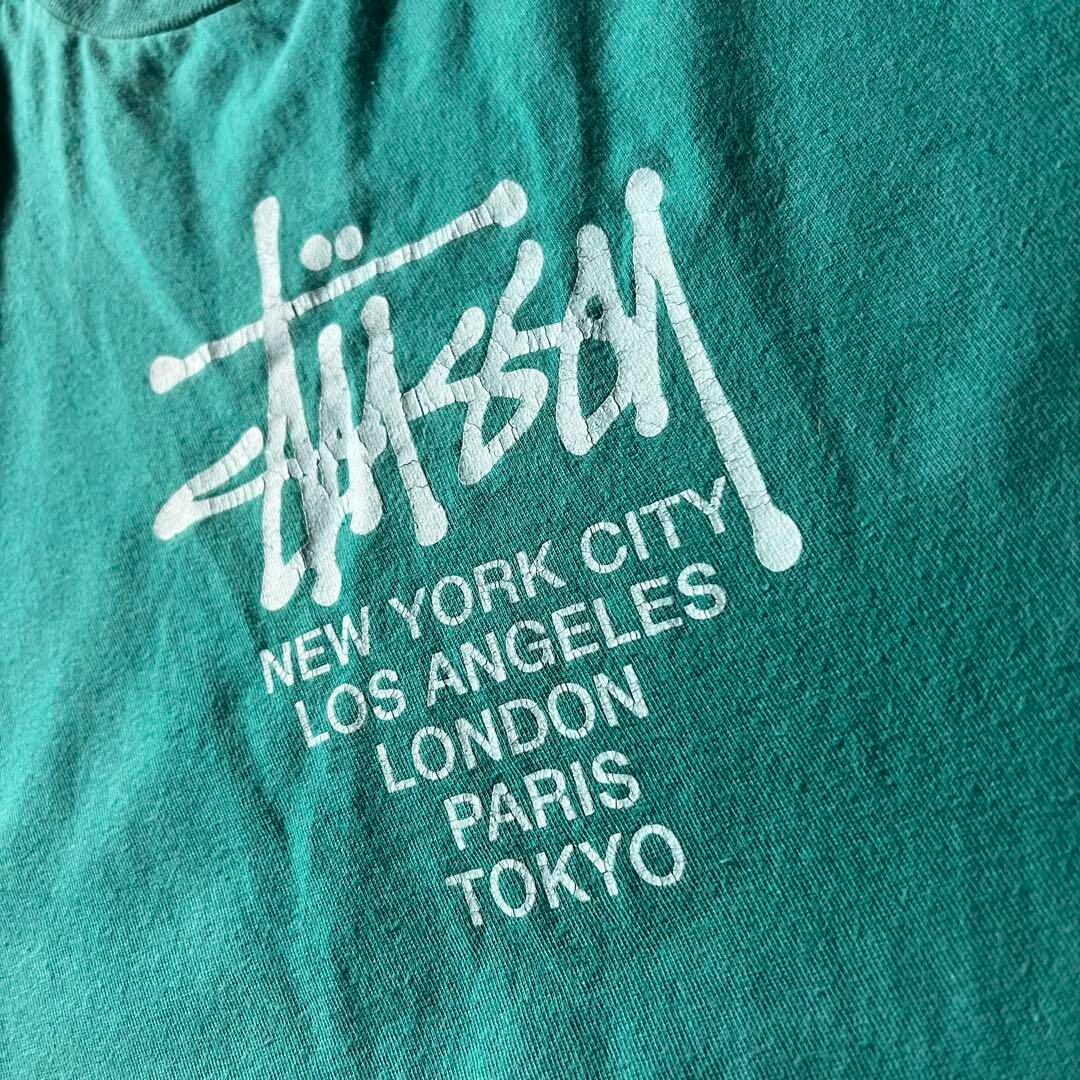 Stüssy
NEW YORK CITY
LOS ANGELES
LONDON
PARIS
TOKYO